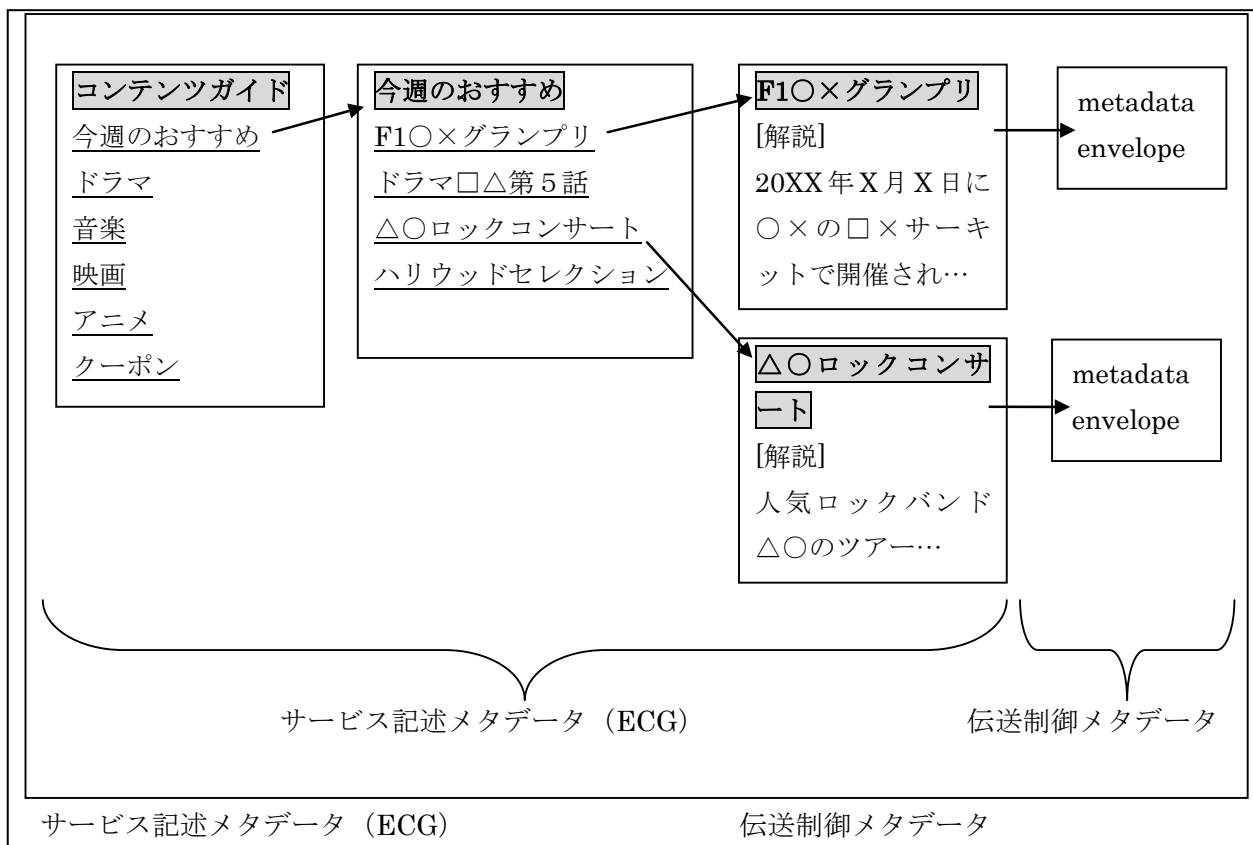 コンテンツガイド
今週のおすすめ
ドラマ
音楽
映画
アニメ
クーポン
今週のおすすめ
F1○×グランプリ
ドラマ□△第５話
△○ロックコンサート
ハリウッドセレクション
F1○×グランプリ
[解説]
20XX年X月X日に
○×の□×サーキ
ットで開催され…
metadata
envelope
△○ロックコンサ
ート
[解説]
人気ロックバンド
△○のツアー…
metadata
envelope
サービス記述メタデータ（ECG）
伝送制御メタデータ
サービス記述メタデータ（ECG）
伝送制御メタデータ